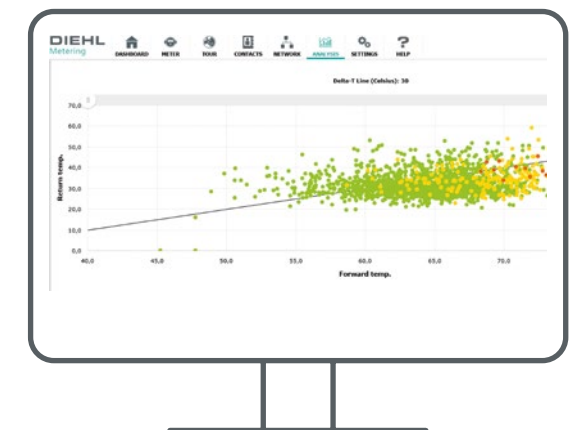 DIEHL
Metering
DASHBOARD METER TOUR CONTACTS NETWORK ANALYSIS SETTINGS HELP
Delta-T Line (Celsius): 30
70,0
60,0
50,0
40,0
30,0
20,0
10,0
0,0
Return temp.
40,0 45,0 50,0 55,0 60,0 65,0 70,0
Forward temp.